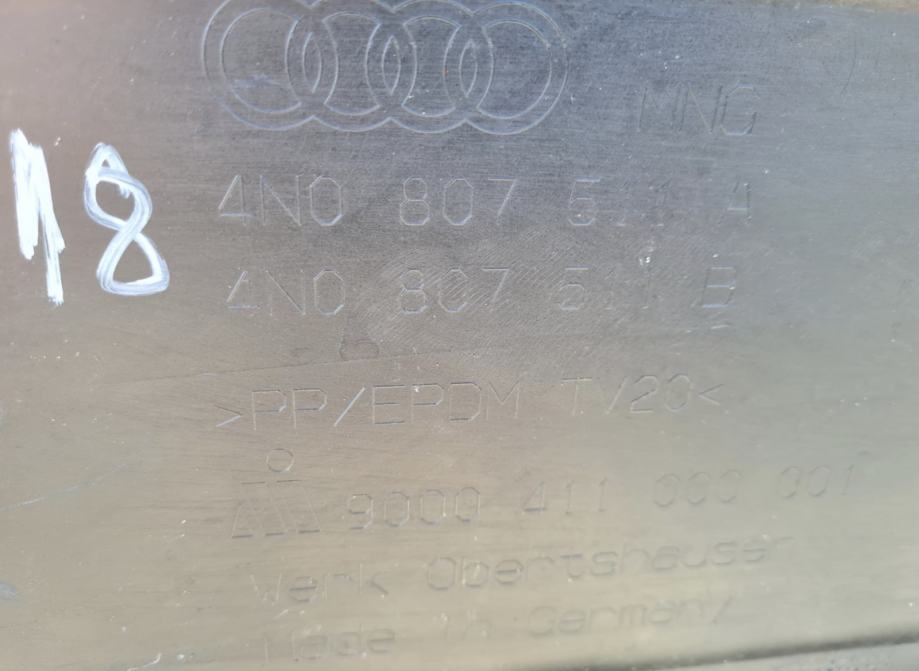 MNG
18
4N0 807 511 A
4N0 807 511 B
>PP/EPDM TV20<
9000 411 000 001
Werk Obertshausen
Made in Germany